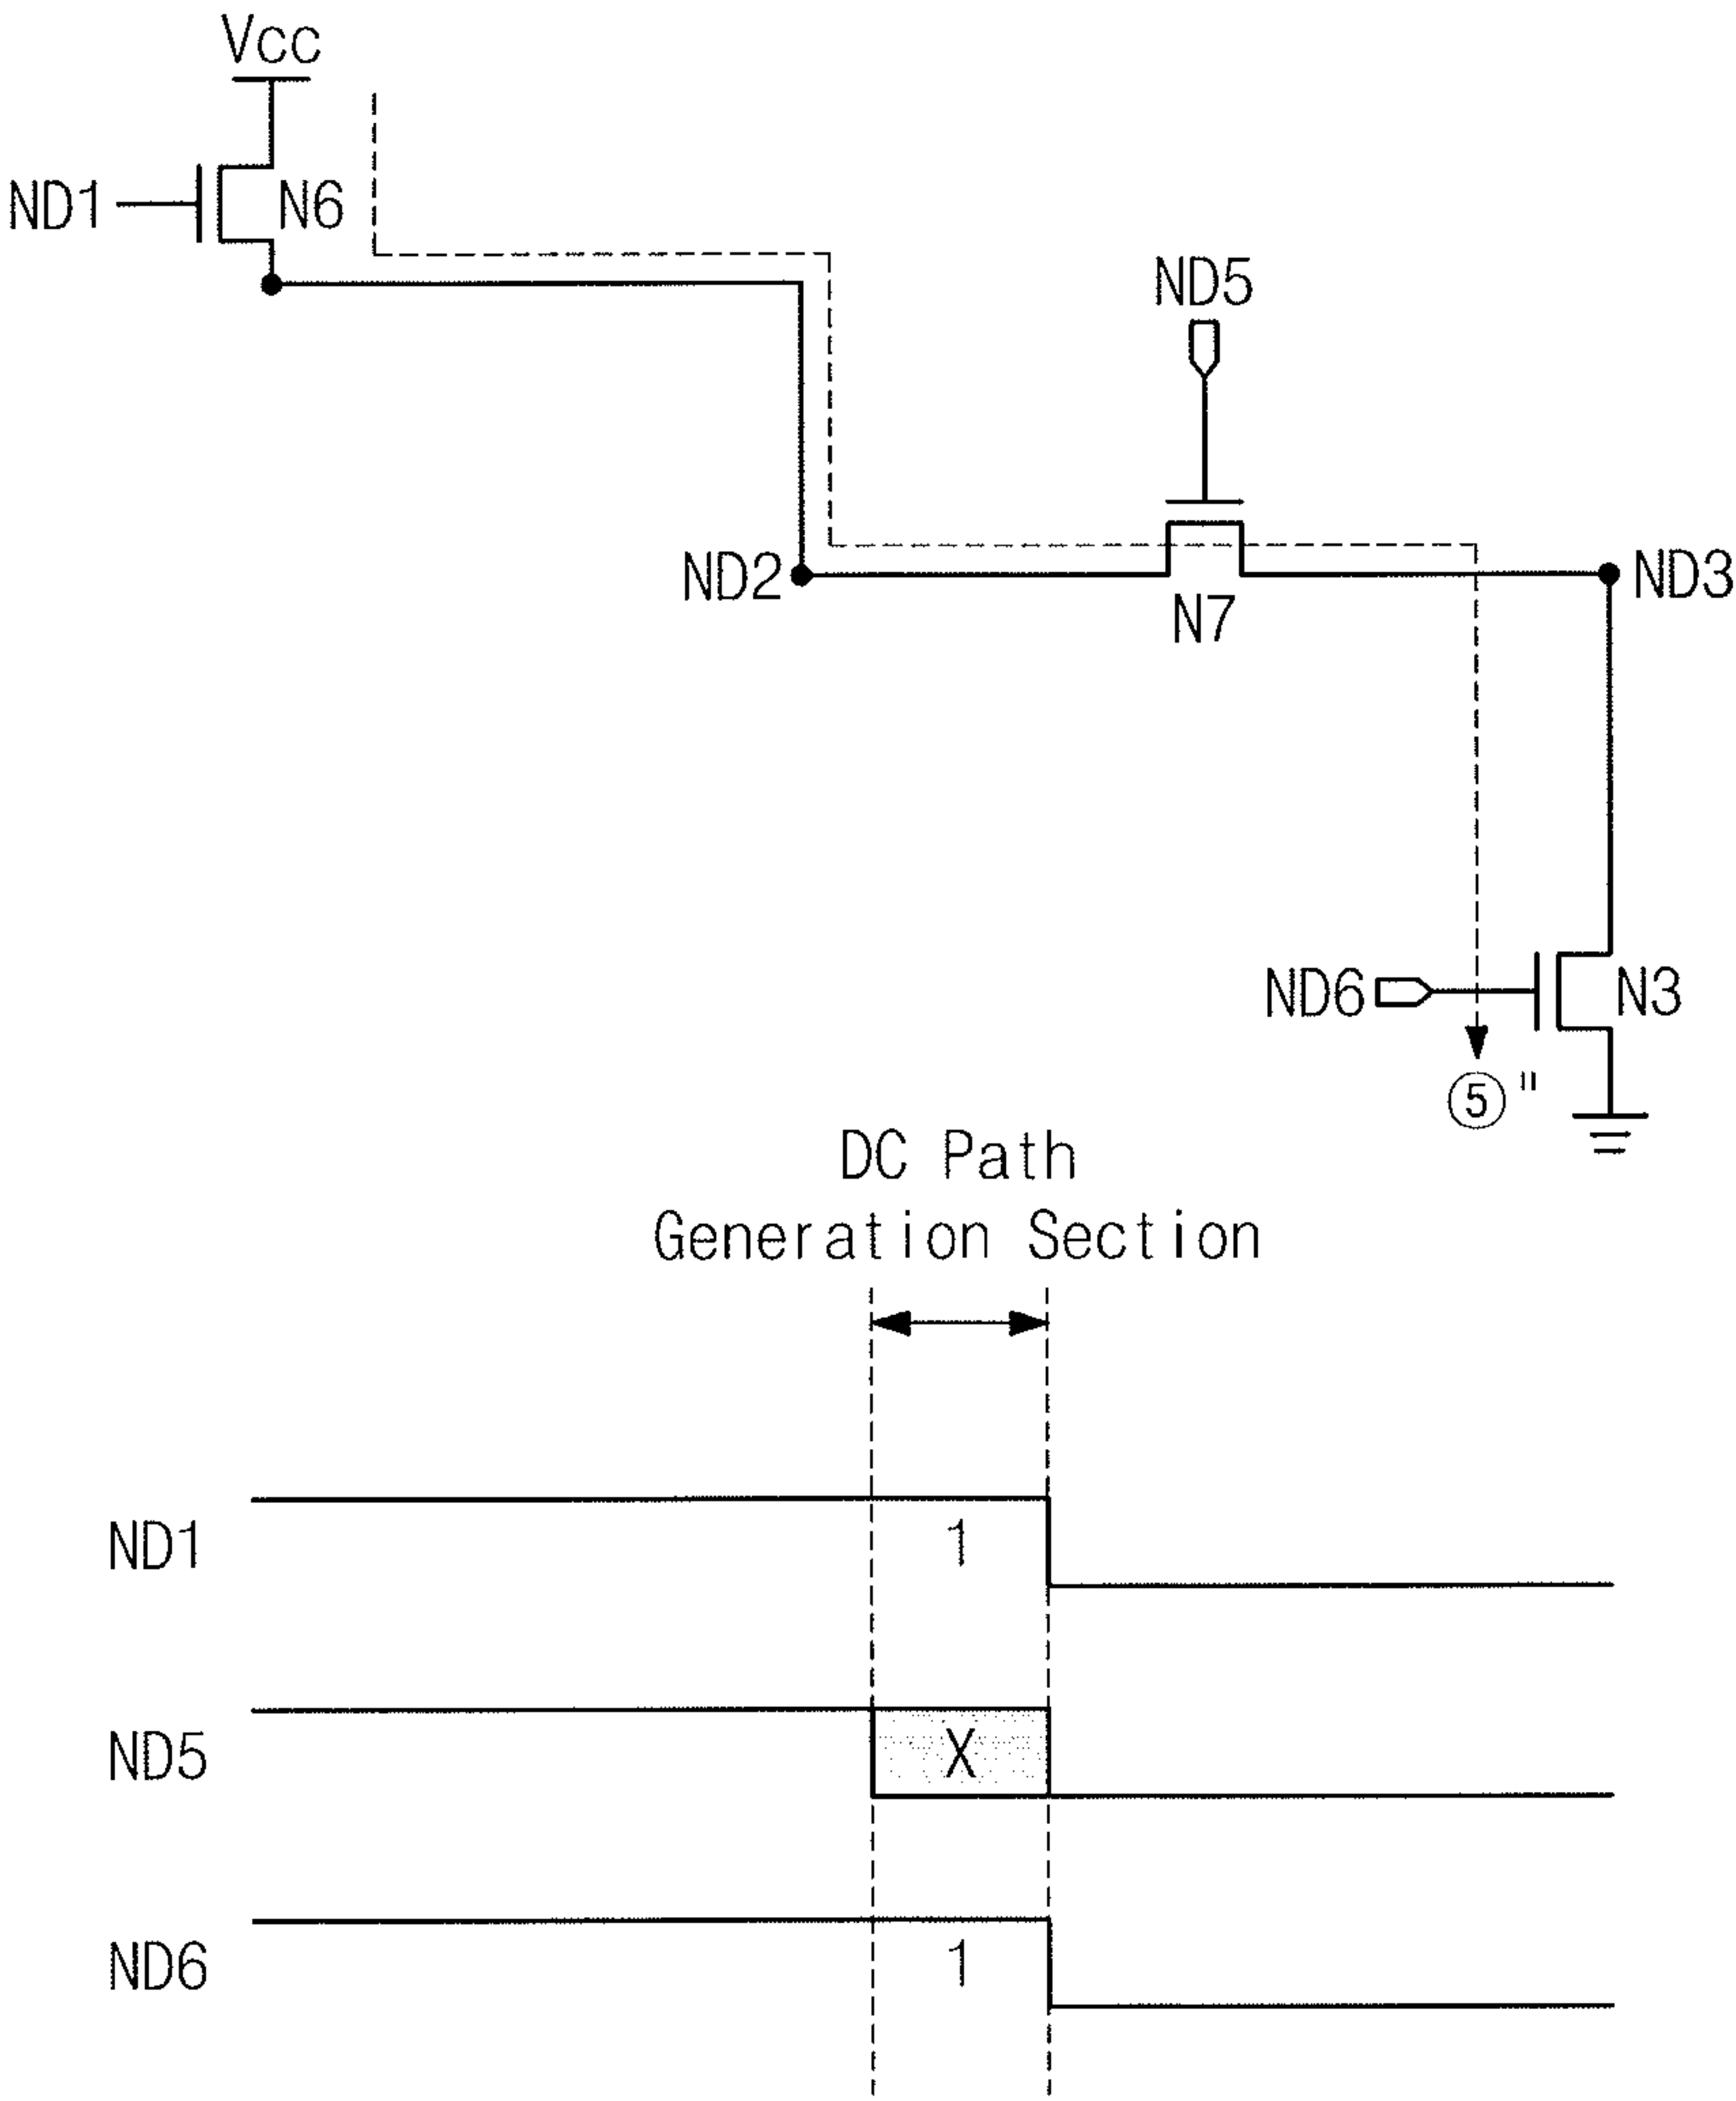 Vcc
ND1
N6
ND5
ND2
ND3
N7
ND6
N3
⑤"
DC Path
Generation Section
ND1
1
ND5
X
ND6
1